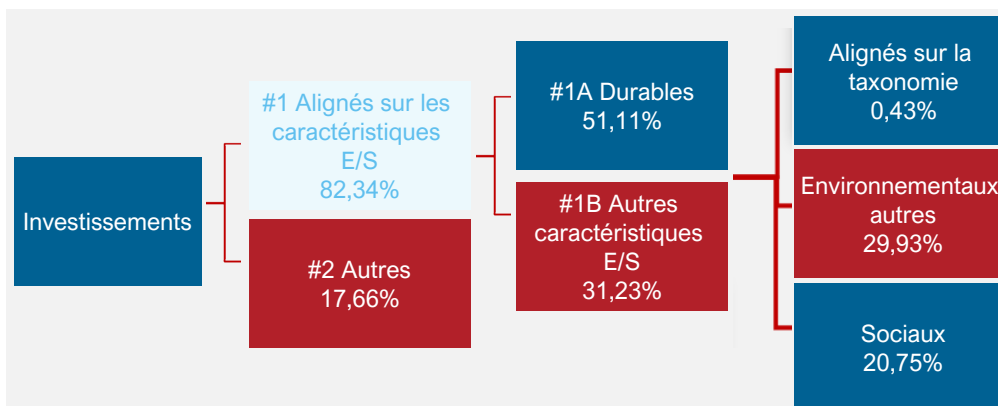 Investissements
#1 Alignés sur les
caractéristiques
E/S
82,34%
#2 Autres
17,66%
#1A Durables
51,11%
#1B Autres
caractéristiques
E/S
31,23%
Alignés sur la
taxonomie
0,43%
Environnementaux
autres
29,93%
Sociaux
20,75%